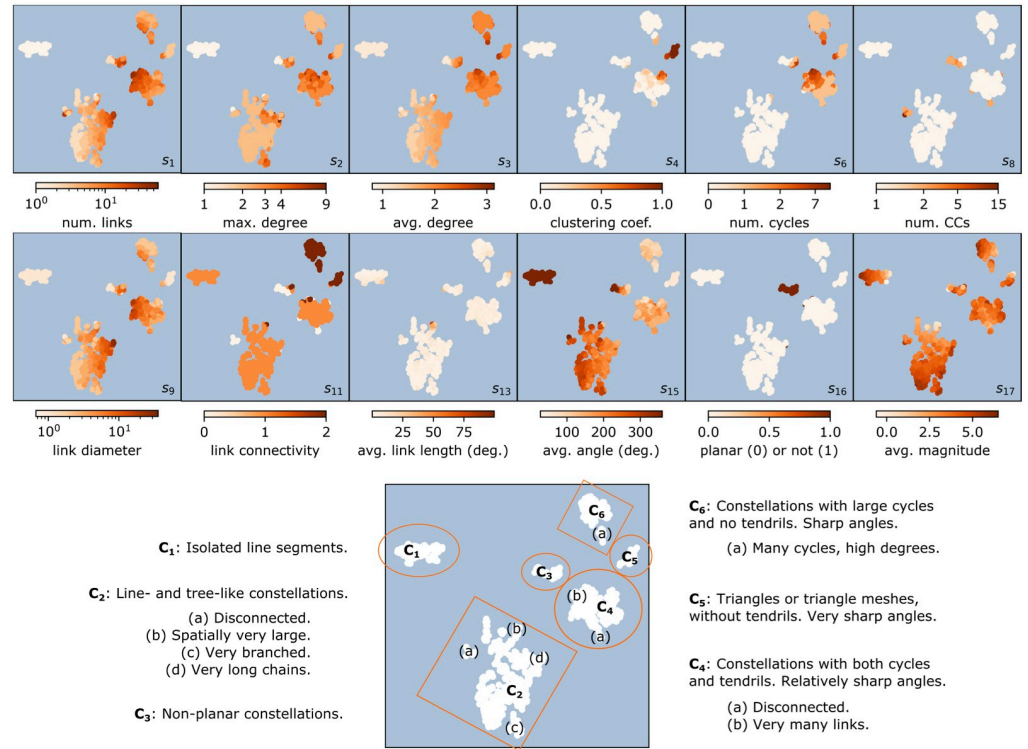 s1
s2
s3
s4
s6
s8
10^0 10^1
num. links
1 2 3 4 9
max. degree
1 2 3
avg. degree
0.0 0.5 1.0
clustering coef.
0 1 2 7
num. cycles
1 2 5 15
num. CCs
s9
s11
s13
s15
s16
s17
10^0 10^1
link diameter
0 1 2
link connectivity
25 50 75
avg. link length (deg.)
100 200 300
avg. angle (deg.)
0.0 0.5 1.0
planar (0) or not (1)
0.0 2.5 5.0
avg. magnitude
C1: Isolated line segments.
C2: Line- and tree-like constellations.
(a) Disconnected.
(b) Spatially very large.
(c) Very branched.
(d) Very long chains.
C3: Non-planar constellations.
C6
(a)
C1
C5
C3
(b)
C4
(a)
(b)
(a)
(d)
C2
(c)
C6: Constellations with large cycles
and no tendrils. Sharp angles.
(a) Many cycles, high degrees.
C5: Triangles or triangle meshes,
without tendrils. Very sharp angles.
C4: Constellations with both cycles
and tendrils. Relatively sharp angles.
(a) Disconnected.
(b) Very many links.